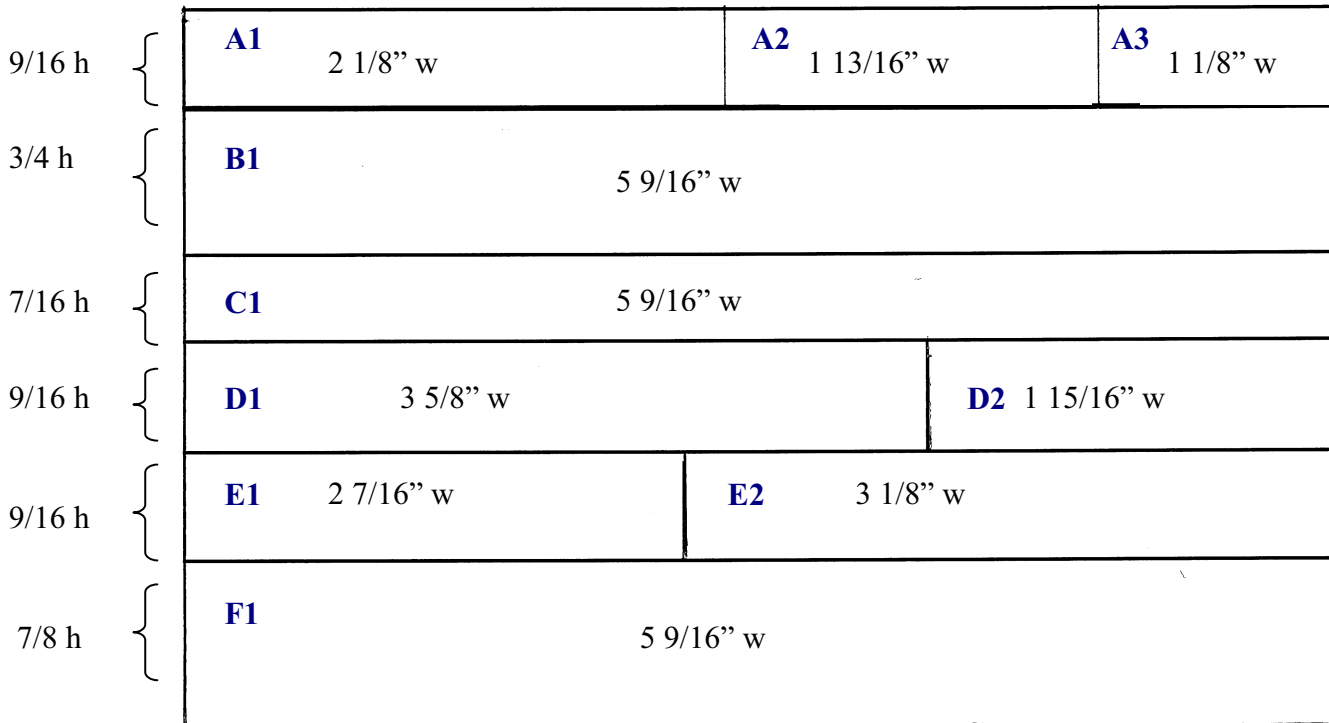 9/16 h A1 2 1/8” w A2 1 13/16” w A3 1 1/8” w
3/4 h B1 5 9/16” w
7/16 h C1 5 9/16” w
9/16 h D1 3 5/8” w D2 1 15/16” w
9/16 h E1 2 7/16” w E2 3 1/8” w
7/8 h F1 5 9/16” w